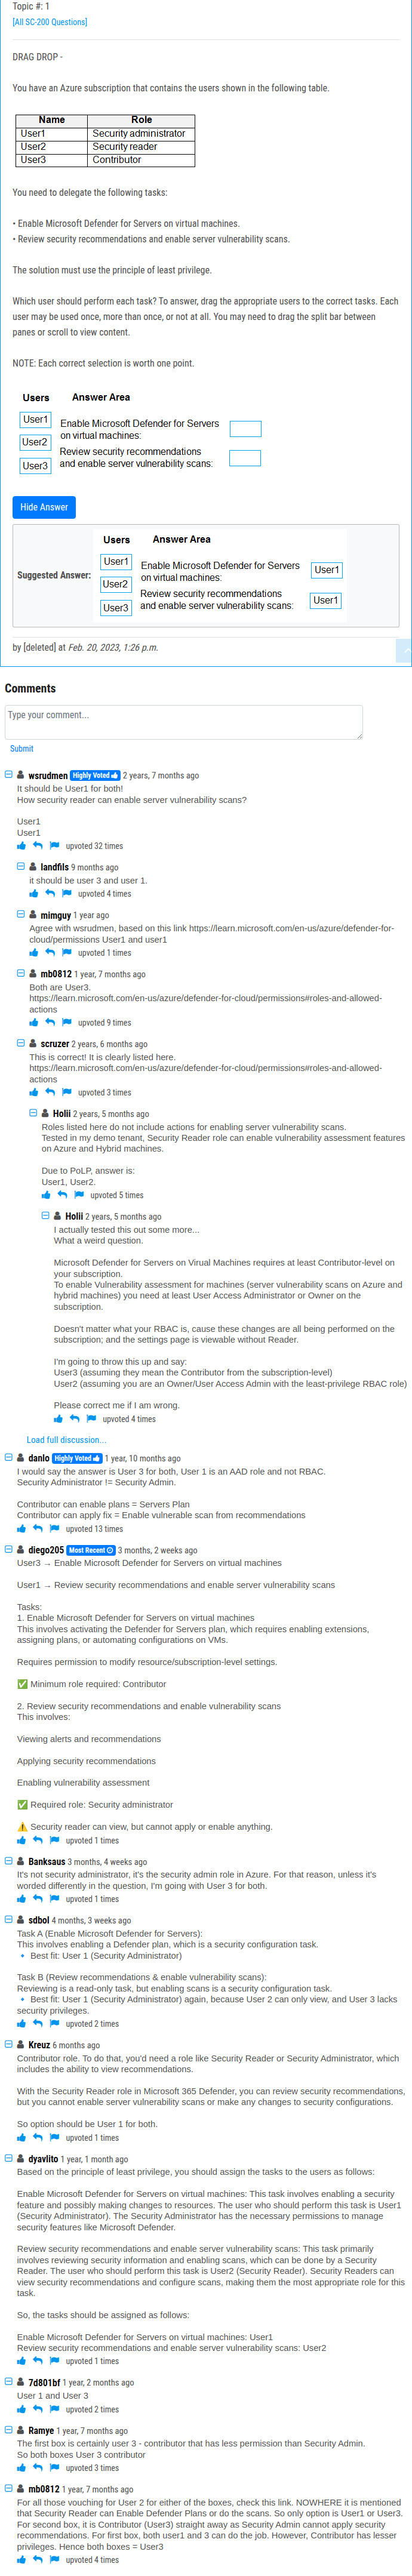 Topic #: 1
[All SC-200 Questions]
DRAG DROP -
You have an Azure subscription that contains the users shown in the following table.
Name Role
User1 Security administrator
User2 Security reader
User3 Contributor
You need to delegate the following tasks:
• Enable Microsoft Defender for Servers on virtual machines.
• Review security recommendations and enable server vulnerability scans.
The solution must use the principle of least privilege.
Which user should perform each task? To answer, drag the appropriate users to the correct tasks. Each
user may be used once, more than once, or not at all. You may need to drag the split bar between
panes or scroll to view content.
NOTE: Each correct selection is worth one point.
Users Answer Area
User1
Enable Microsoft Defender for Servers
on virtual machines:
User2
Review security recommendations
and enable server vulnerability scans:
User3
Hide Answer
Suggested Answer:
Users Answer Area
User1
Enable Microsoft Defender for Servers
on virtual machines:
User1
User2
Review security recommendations
and enable server vulnerability scans:
User1
User3
by [deleted] at Feb. 20, 2023, 1:26 p.m.
Comments
Type your comment...
Submit
wsrudmen Highly Voted 2 years, 7 months ago
It should be User1 for both!
How security reader can enable server vulnerability scans?
User1
User1
upvoted 32 times
landfils 9 months ago
it should be user 3 and user 1.
upvoted 4 times
mimguy 1 year ago
Agree with wsrudmen, based on this link https://learn.microsoft.com/en-us/azure/defender-for-
cloud/permissions User1 and user1
upvoted 1 times
mb0812 1 year, 7 months ago
Both are User3.
https://learn.microsoft.com/en-us/azure/defender-for-cloud/permissions#roles-and-allowed-
actions
upvoted 9 times
scruzer 2 years, 6 months ago
This is correct! It is clearly listed here.
https://learn.microsoft.com/en-us/azure/defender-for-cloud/permissions#roles-and-allowed-
actions
upvoted 3 times
Holii 2 years, 5 months ago
Roles listed here do not include actions for enabling server vulnerability scans.
Tested in my demo tenant, Security Reader role can enable vulnerability assessment features
on Azure and Hybrid machines.
Due to PoLP, answer is:
User1, User2.
upvoted 5 times
Holii 2 years, 5 months ago
I actually tested this out some more...
What a weird question.
Microsoft Defender for Servers on Virual Machines requires at least Contributor-level on
your subscription.
To enable Vulnerability assessment for machines (server vulnerability scans on Azure and
hybrid machines) you need at least User Access Administrator or Owner on the
subscription.
Doesn't matter what your RBAC is, cause these changes are all being performed on the
subscription; and the settings page is viewable without Reader.
I'm going to throw this up and say:
User3 (assuming they mean the Contributor from the subscription-level)
User2 (assuming you are an Owner/User Access Admin with the least-privilege RBAC role)
Please correct me if I am wrong.
upvoted 4 times
Load full discussion...
danlo Highly Voted 1 year, 10 months ago
I would say the answer is User 3 for both, User 1 is an AAD role and not RBAC.
Security Administrator != Security Admin.
Contributor can enable plans = Servers Plan
Contributor can apply fix = Enable vulnerable scan from recommendations
upvoted 13 times
diego205 Most Recent 3 months, 2 weeks ago
User3 → Enable Microsoft Defender for Servers on virtual machines
User1 → Review security recommendations and enable server vulnerability scans
Tasks:
1. Enable Microsoft Defender for Servers on virtual machines
This involves activating the Defender for Servers plan, which requires enabling extensions,
assigning plans, or automating configurations on VMs.
Requires permission to modify resource/subscription-level settings.
✅ Minimum role required: Contributor
2. Review security recommendations and enable vulnerability scans
This involves:
Viewing alerts and recommendations
Applying security recommendations
Enabling vulnerability assessment
✅ Required role: Security administrator
⚠️ Security reader can view, but cannot apply or enable anything.
upvoted 1 times
Banksaus 3 months, 4 weeks ago
It's not security administrator, it's the security admin role in Azure. For that reason, unless it's
worded differently in the question, I'm going with User 3 for both.
upvoted 1 times
sdbol 4 months, 3 weeks ago
Task A (Enable Microsoft Defender for Servers):
This involves enabling a Defender plan, which is a security configuration task.
🔹 Best fit: User 1 (Security Administrator)
Task B (Review recommendations & enable vulnerability scans):
Reviewing is a read-only task, but enabling scans is a security configuration task.
🔹 Best fit: User 1 (Security Administrator) again, because User 2 can only view, and User 3 lacks
security privileges.
upvoted 2 times
Kreuz 6 months ago
Contributor role. To do that, you'd need a role like Security Reader or Security Administrator, which
includes the ability to view recommendations.
With the Security Reader role in Microsoft 365 Defender, you can review security recommendations,
but you cannot enable server vulnerability scans or make any changes to security configurations.
So option should be User 1 for both.
upvoted 1 times
dyavlito 1 year, 1 month ago
Based on the principle of least privilege, you should assign the tasks to the users as follows:
Enable Microsoft Defender for Servers on virtual machines: This task involves enabling a security
feature and possibly making changes to resources. The user who should perform this task is User1
(Security Administrator). The Security Administrator has the necessary permissions to manage
security features like Microsoft Defender.
Review security recommendations and enable server vulnerability scans: This task primarily
involves reviewing security information and enabling scans, which can be done by a Security
Reader. The user who should perform this task is User2 (Security Reader). Security Readers can
view security recommendations and configure scans, making them the most appropriate role for this
task.
So, the tasks should be assigned as follows:
Enable Microsoft Defender for Servers on virtual machines: User1
Review security recommendations and enable server vulnerability scans: User2
upvoted 1 times
7d801bf 1 year, 2 months ago
User 1 and User 3
upvoted 2 times
Ramye 1 year, 7 months ago
The first box is certainly user 3 - contributor that has less permission than Security Admin.
So both boxes User 3 contributor
upvoted 3 times
mb0812 1 year, 7 months ago
For all those vouching for User 2 for either of the boxes, check this link. NOWHERE it is mentioned
that Security Reader can Enable Defender Plans or do the scans. So only option is User1 or User3.
For second box, it is Contributor (User3) straight away as Security Admin cannot apply security
recommendations. For first box, both user1 and 3 can do the job. However, Contributor has lesser
privileges. Hence both boxes = User3
upvoted 4 times